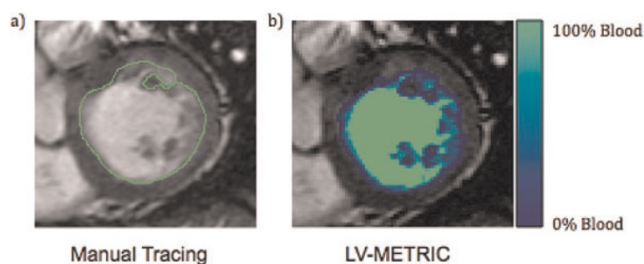 a)
b)
100% Blood
0% Blood
Manual Tracing
LV-METRIC